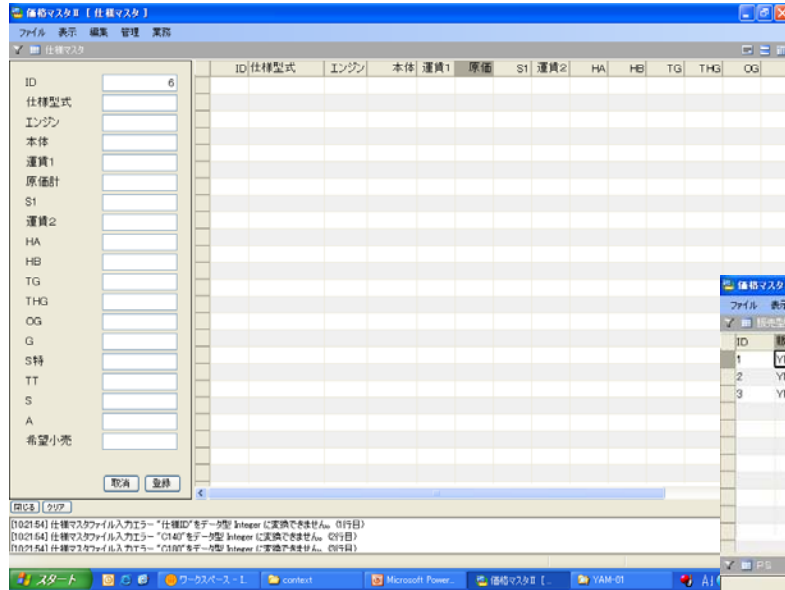 価格マスタⅡ [ 仕様マスタ ]
ファイル 表示 編集 管理 業務
仕様マスタ
ID 仕様型式 エンジン 本体 運賃1 原価 S1 運賃2 HA HB TG THG OG
ID 6
仕様型式
エンジン
本体
運賃1
原価計
S1
運賃2
HA
HB
TG
THG
OG
G
S特
TT
S
A
希望小売
取消 登録
価格マスタ
ファイル 表示
販売型
ID
1
2
3
PS
閉じる クリア
[10:21:54] 仕様マスタファイル入力エラー "仕様ID"をデータ型 Integer に変換できません。(1行目)
[10:21:54] 仕様マスタファイル入力エラー "C140"をデータ型 Integer に変換できません。(2行目)
[10:21:54] 仕様マスタファイル入力エラー "C180"をデータ型 Integer に変換できません。
スタート ワークスペース - I... context Microsoft Power... 価格マスタⅡ [ ... YAM-01